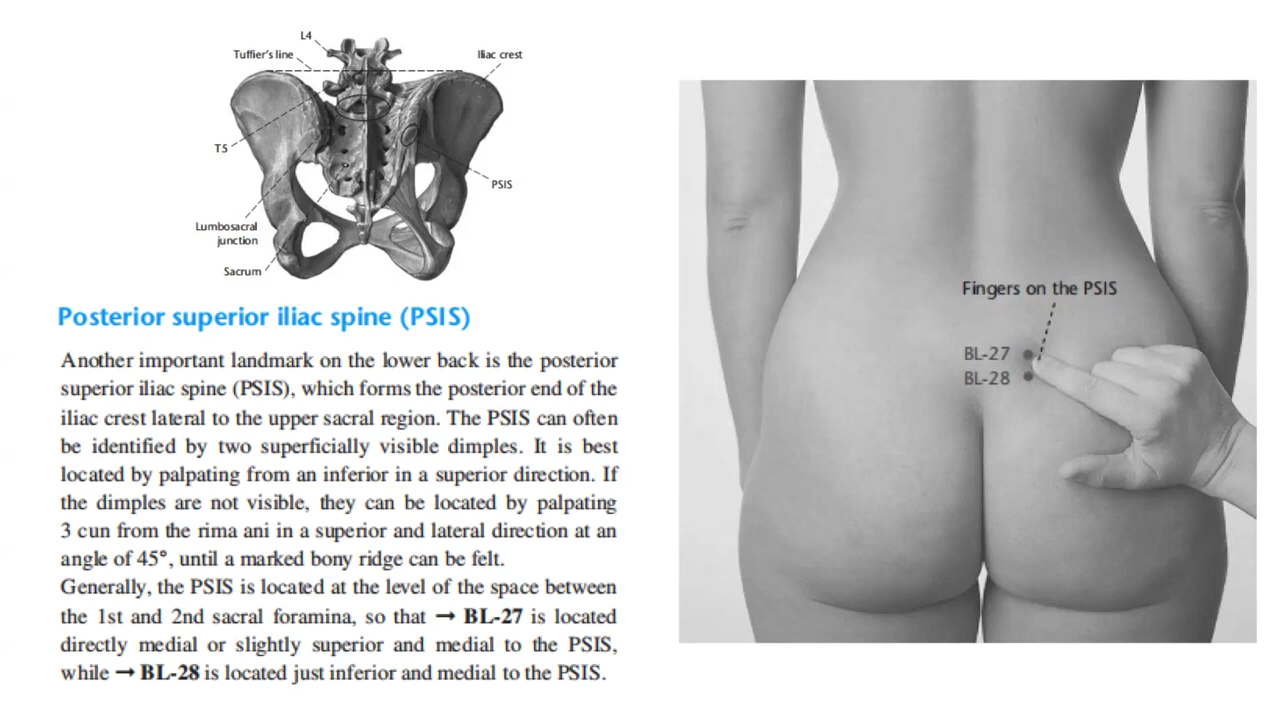 L4
Tuffier's line
Iliac crest
T5
PSIS
Lumbosacral
junction
Sacrum
Posterior superior iliac spine (PSIS)
Another important landmark on the lower back is the posterior
superior iliac spine (PSIS), which forms the posterior end of the
iliac crest lateral to the upper sacral region. The PSIS can often
be identified by two superficially visible dimples. It is best
located by palpating from an inferior in a superior direction. If
the dimples are not visible, they can be located by palpating
3 cun from the rima ani in a superior and lateral direction at an
angle of 45°, until a marked bony ridge can be felt.
Generally, the PSIS is located at the level of the space between
the 1st and 2nd sacral foramina, so that → BL-27 is located
directly medial or slightly superior and medial to the PSIS,
while → BL-28 is located just inferior and medial to the PSIS.
Fingers on the PSIS
BL-27
BL-28